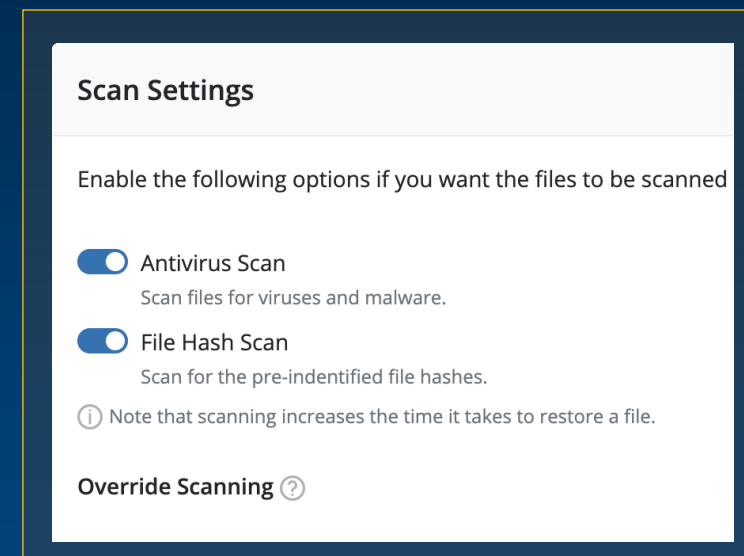 Scan Settings
Enable the following options if you want the files to be scanned
Antivirus Scan
Scan files for viruses and malware.
File Hash Scan
Scan for the pre-indentified file hashes.
Note that scanning increases the time it takes to restore a file.
Override Scanning